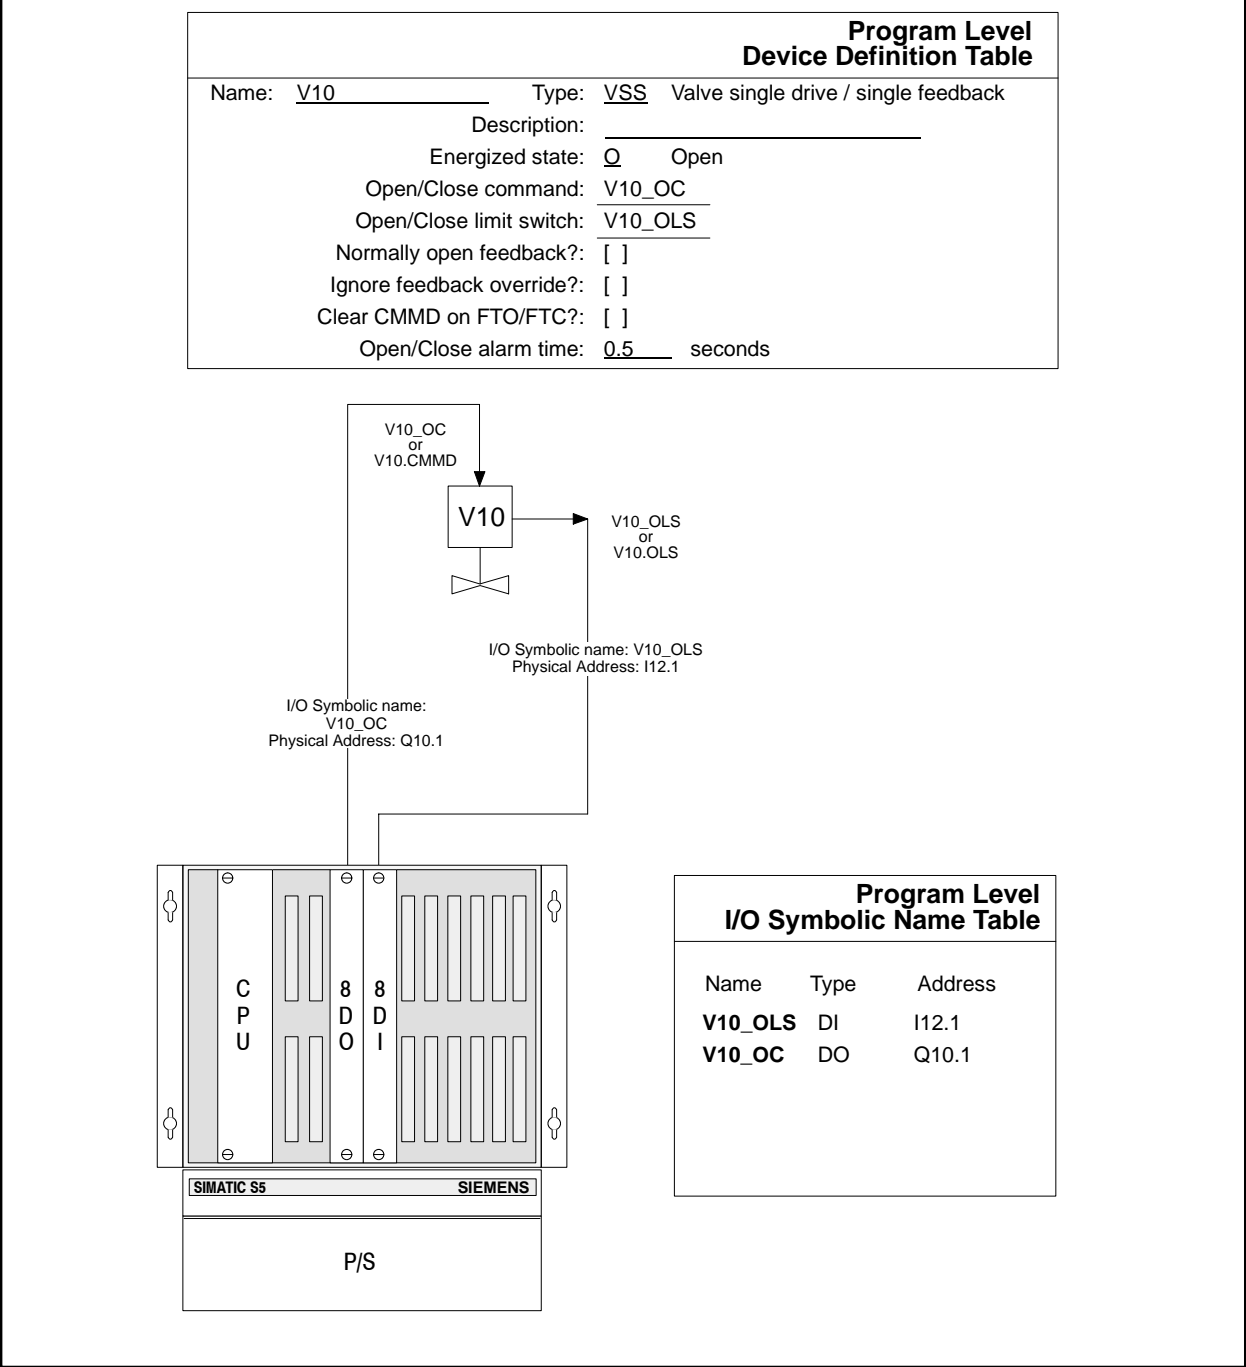 Program Level
Device Definition Table
Name: V10 Type: VSS Valve single drive / single feedback
Description:
Energized state: O Open
Open/Close command: V10_OC
Open/Close limit switch: V10_OLS
Normally open feedback?: [ ]
Ignore feedback override?: [ ]
Clear CMMD on FTO/FTC?: [ ]
Open/Close alarm time: 0.5 seconds
V10_OC
or
V10.CMMD
V10
V10_OLS
or
V10.OLS
I/O Symbolic name: V10_OLS
Physical Address: I12.1
I/O Symbolic name:
V10_OC
Physical Address: Q10.1
C
P
U
8
D
O
8
D
I
SIMATIC S5 SIEMENS
P/S
Program Level
I/O Symbolic Name Table
Name Type Address
V10_OLS DI I12.1
V10_OC DO Q10.1